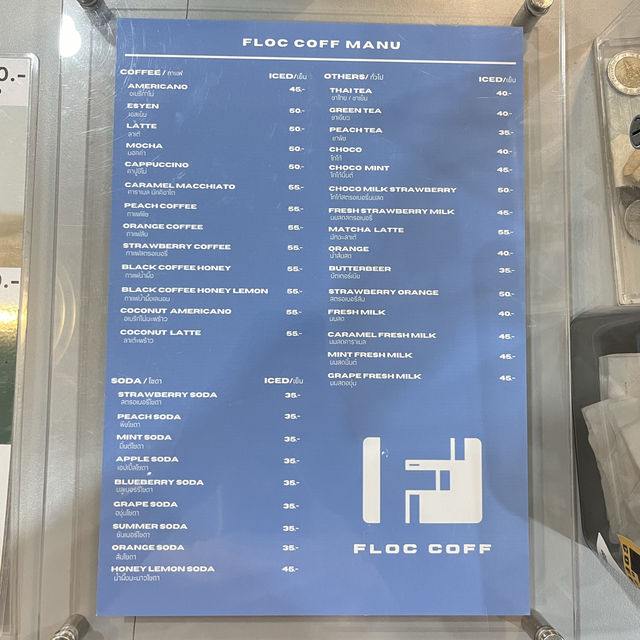 FLOC COFF MANU
COFFEE/กาแฟ ICED/เย็น
AMERICANO 45.-
อเมริกาโน่
ESYEN 50.-
เอสเย็น
LATTE 50.-
ลาเต้
MOCHA 50.-
มอคค่า
CAPPUCCINO 50.-
คาปูชิโน่
CARAMEL MACCHIATO 55.-
คาราเมล มัคคิอาโต
PEACH COFFEE 55.-
กาแฟพีช
ORANGE COFFEE 55.-
กาแฟส้ม
STRAWBERRY COFFEE 55.-
กาแฟสตรอเบอรี่
BLACK COFFEE HONEY 55.-
กาแฟน้ำผึ้ง
BLACK COFFEE HONEY LEMON 55.-
กาแฟน้ำผึ้งเลมอน
COCONUT AMERICANO 55.-
อเมริกาโน่มะพร้าว
COCONUT LATTE 55.-
ลาเต้มะพร้าว
SODA/โซดา ICED/เย็น
STRAWBERRY SODA 35.-
สตรอเบอรี่โซดา
PEACH SODA 35.-
พีชโซดา
MINT SODA 35.-
มิ้นต์โซดา
APPLE SODA 35.-
แอปเปิ้ลโซดา
BLUEBERRY SODA 35.-
บลูเบอร์รี่โซดา
GRAPE SODA 35.-
องุ่นโซดา
SUMMER SODA 35.-
ซัมเมอร์โซดา
ORANGE SODA 35.-
ส้มโซดา
HONEY LEMON SODA 45.-
น้ำผึ้งมะนาวโซดา
OTHERS/ทั่วไป ICED/เย็น
THAI TEA 40.-
ชาไทย / ชาเย็น
GREEN TEA 40.-
ชาเขียว
PEACH TEA 35.-
ชาพีช
CHOCO 40.-
โกโก้
CHOCO MINT 45.-
โกโก้มิ้นต์
CHOCO MILK STRAWBERRY 50.-
โกโก้สตรอเบอรี่นมสด
FRESH STRAWBERRY MILK 45.-
นมสดสตรอเบอรี่
MATCHA LATTE 55.-
มัทฉะลาเต้
ORANGE 40.-
น้ำส้มสด
BUTTERBEER 35.-
บัตเตอร์เบียร์
STRAWBERRY ORANGE 50.-
สตรอเบอรี่ส้ม
FRESH MILK 40.-
นมสด
CARAMEL FRESH MILK 45.-
นมสดคาราเมล
MINT FRESH MILK 45.-
นมสดมิ้นต์
GRAPE FRESH MILK 45.-
นมสดองุ่น
FLOC COFF
0.-
0.-